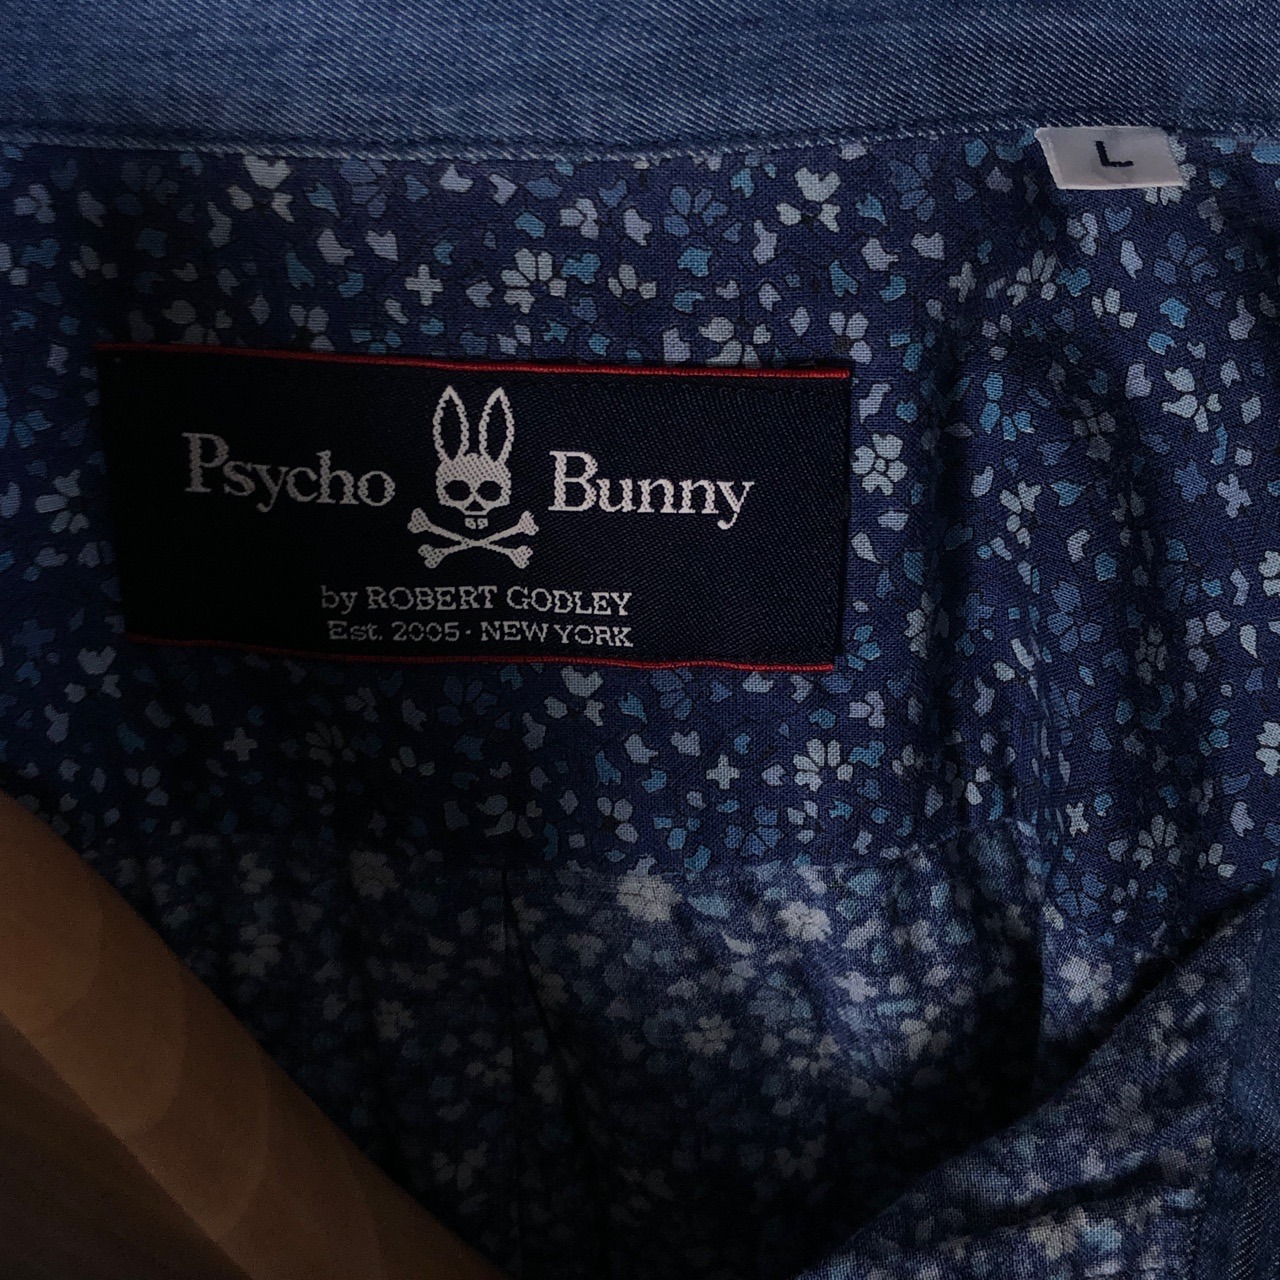 L
Psycho Bunny
by ROBERT GODLEY
Est. 2005 · NEW YORK